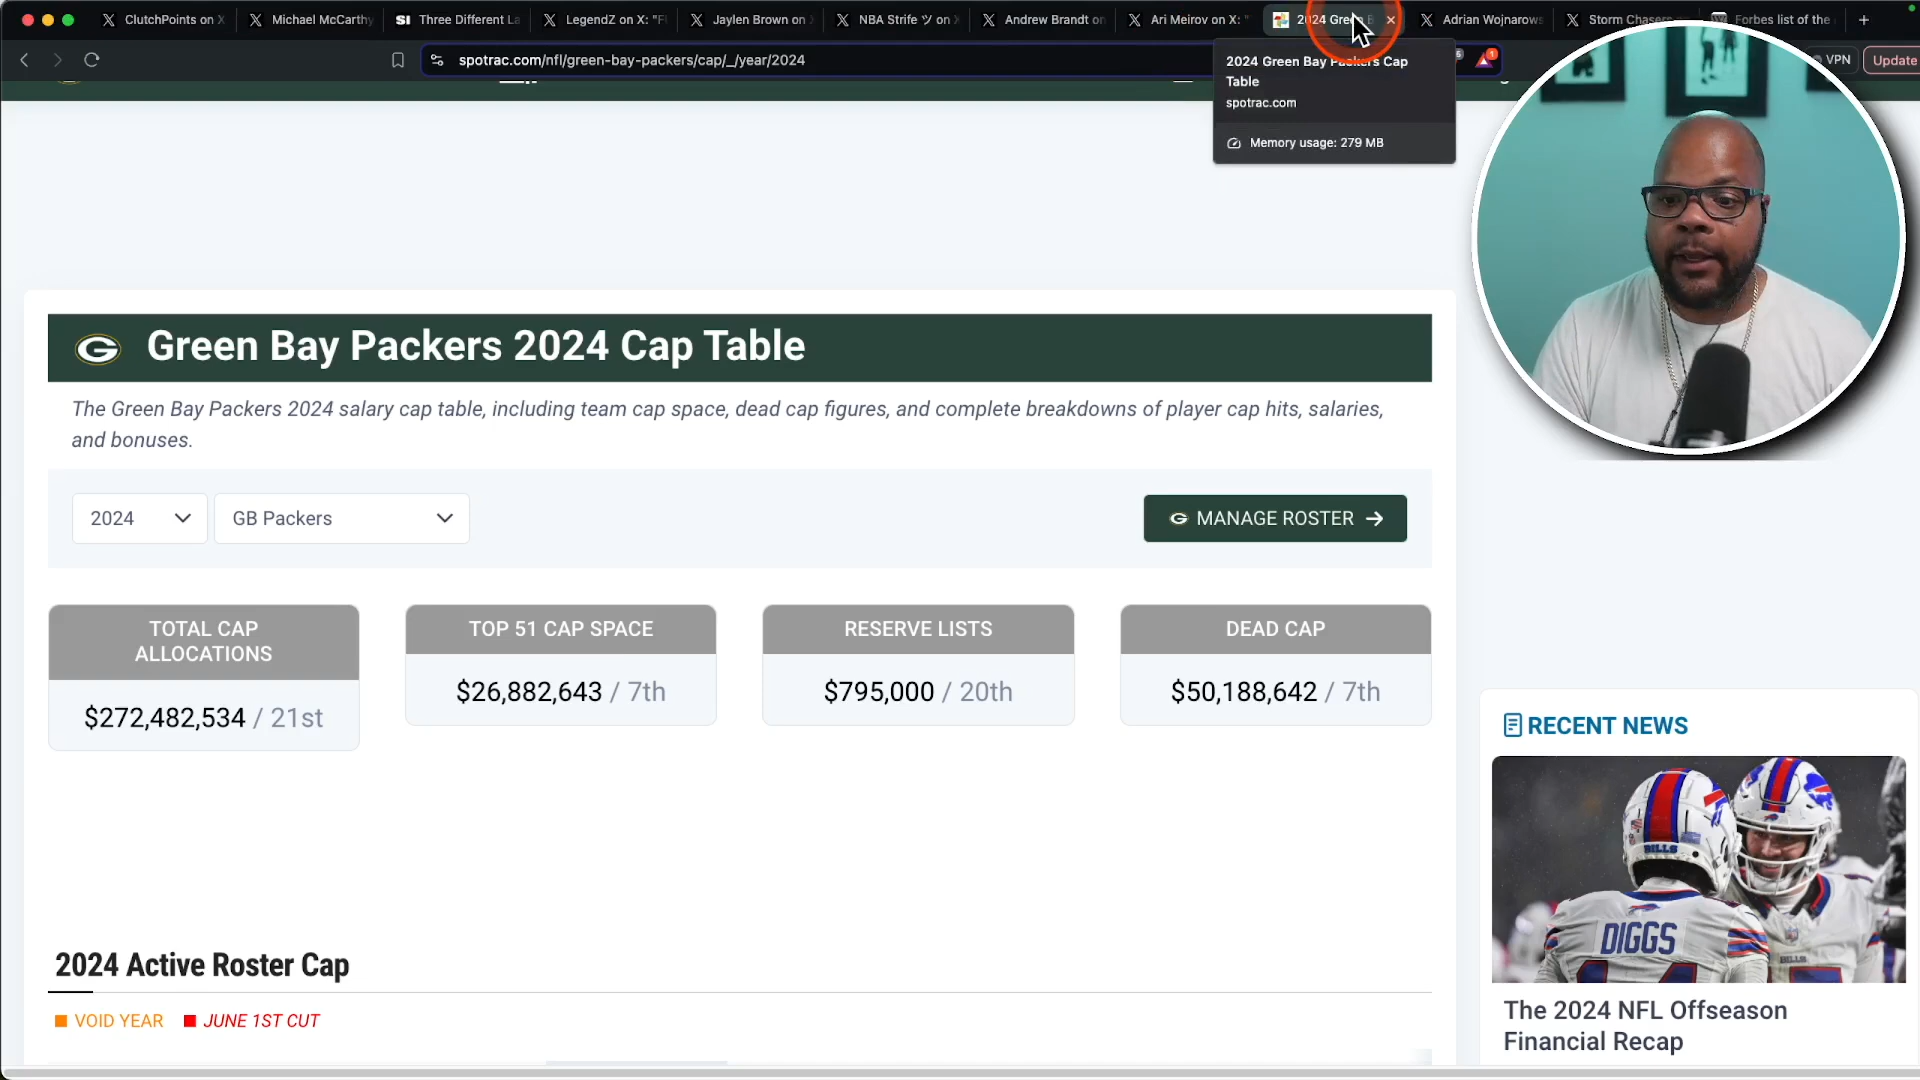 ClutchPoints on X
Michael McCarthy
SI Three Different La
LegendZ on X: "Fl
Jaylen Brown on
NBA Strife ツ on X
Andrew Brandt on
Ari Meirov on X: "
2024 Green B
Adrian Wojnarows
Storm Chasers
Forbes list of the
spotrac.com/nfl/green-bay-packers/cap/_/year/2024
1
VPN
Update
2024 Green Bay Packers Cap
Table
spotrac.com
Memory usage: 279 MB
G Green Bay Packers 2024 Cap Table
The Green Bay Packers 2024 salary cap table, including team cap space, dead cap figures, and complete breakdowns of player cap hits, salaries,
and bonuses.
2024
GB Packers
G MANAGE ROSTER →
TOTAL CAP
ALLOCATIONS
$272,482,534 / 21st
TOP 51 CAP SPACE
$26,882,643 / 7th
RESERVE LISTS
$795,000 / 20th
DEAD CAP
$50,188,642 / 7th
RECENT NEWS
BILLS
DIGGS
The 2024 NFL Offseason
Financial Recap
2024 Active Roster Cap
VOID YEAR
JUNE 1ST CUT